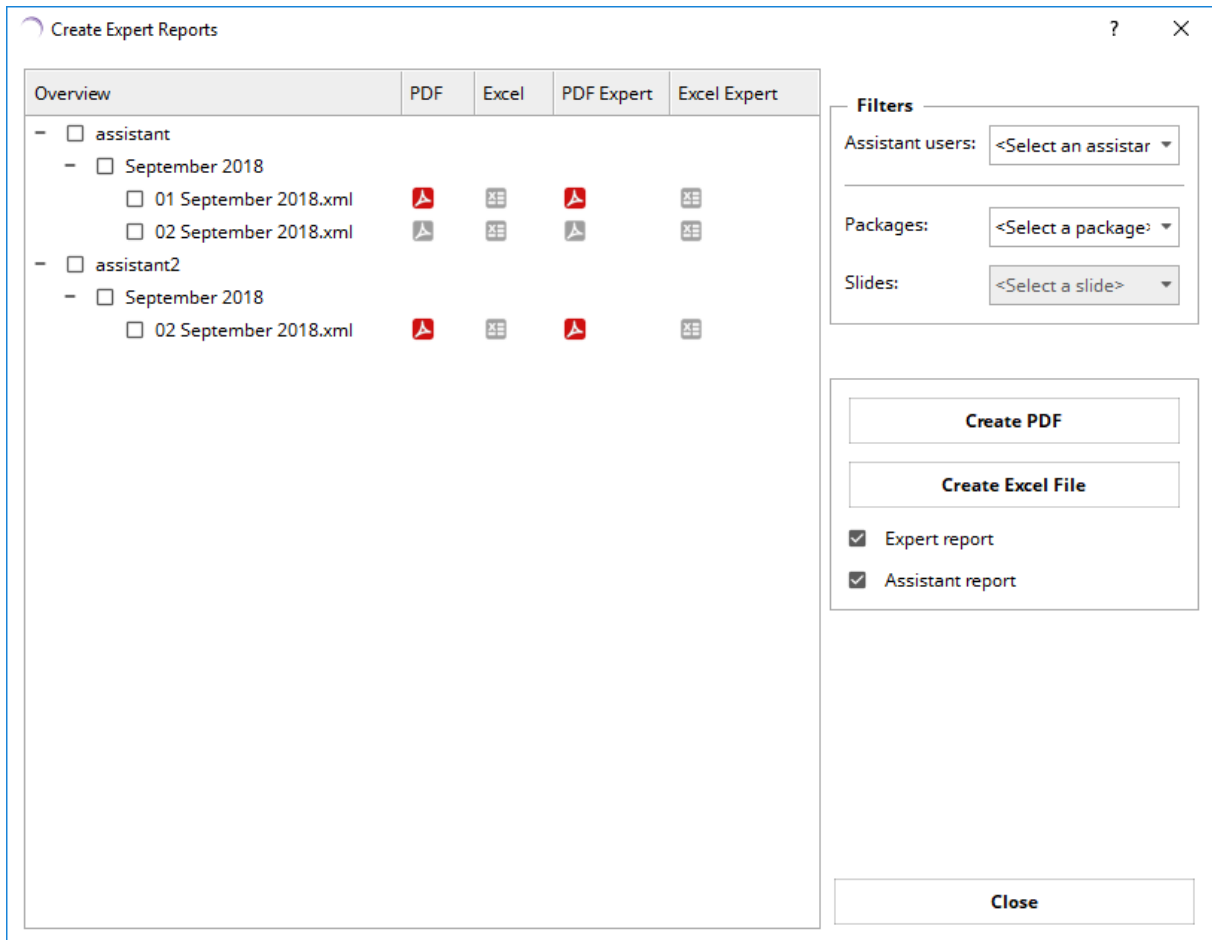 Create Expert Reports
?
Overview PDF Excel PDF Expert Excel Expert
assistant
September 2018
01 September 2018.xml
02 September 2018.xml
assistant2
September 2018
02 September 2018.xml
Filters
Assistant users: <Select an assistar
Packages: <Select a package>
Slides: <Select a slide>
Create PDF
Create Excel File
Expert report
Assistant report
Close